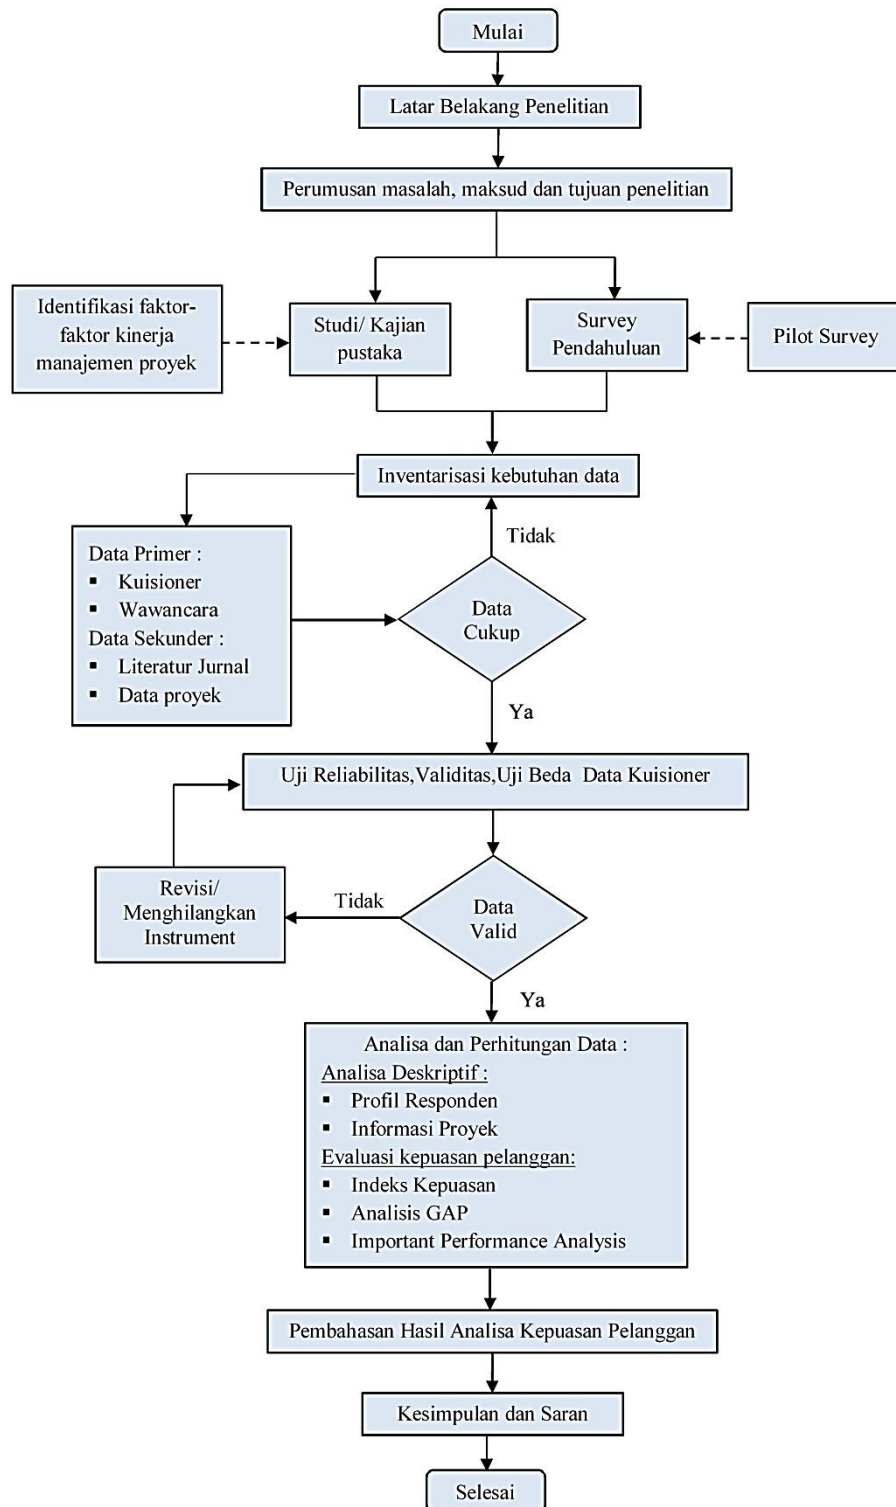 Mulai
Latar Belakang Penelitian
Perumusan masalah, maksud dan tujuan penelitian
Identifikasi faktor-
faktor kinerja
manajemen proyek
Studi/ Kajian
pustaka
Survey
Pendahuluan
Pilot Survey
Inventarisasi kebutuhan data
Tidak
Data Primer :
▪ Kuisioner
▪ Wawancara
Data Sekunder :
▪ Literatur Jurnal
▪ Data proyek
Data
Cukup
Ya
Uji Reliabilitas,Validitas,Uji Beda Data Kuisioner
Revisi/
Menghilangkan
Instrument
Tidak
Data
Valid
Ya
Analisa dan Perhitungan Data :
Analisa Deskriptif :
▪ Profil Responden
▪ Informasi Proyek
Evaluasi kepuasan pelanggan:
▪ Indeks Kepuasan
▪ Analisis GAP
▪ Important Performance Analysis
Pembahasan Hasil Analisa Kepuasan Pelanggan
Kesimpulan dan Saran
Selesai